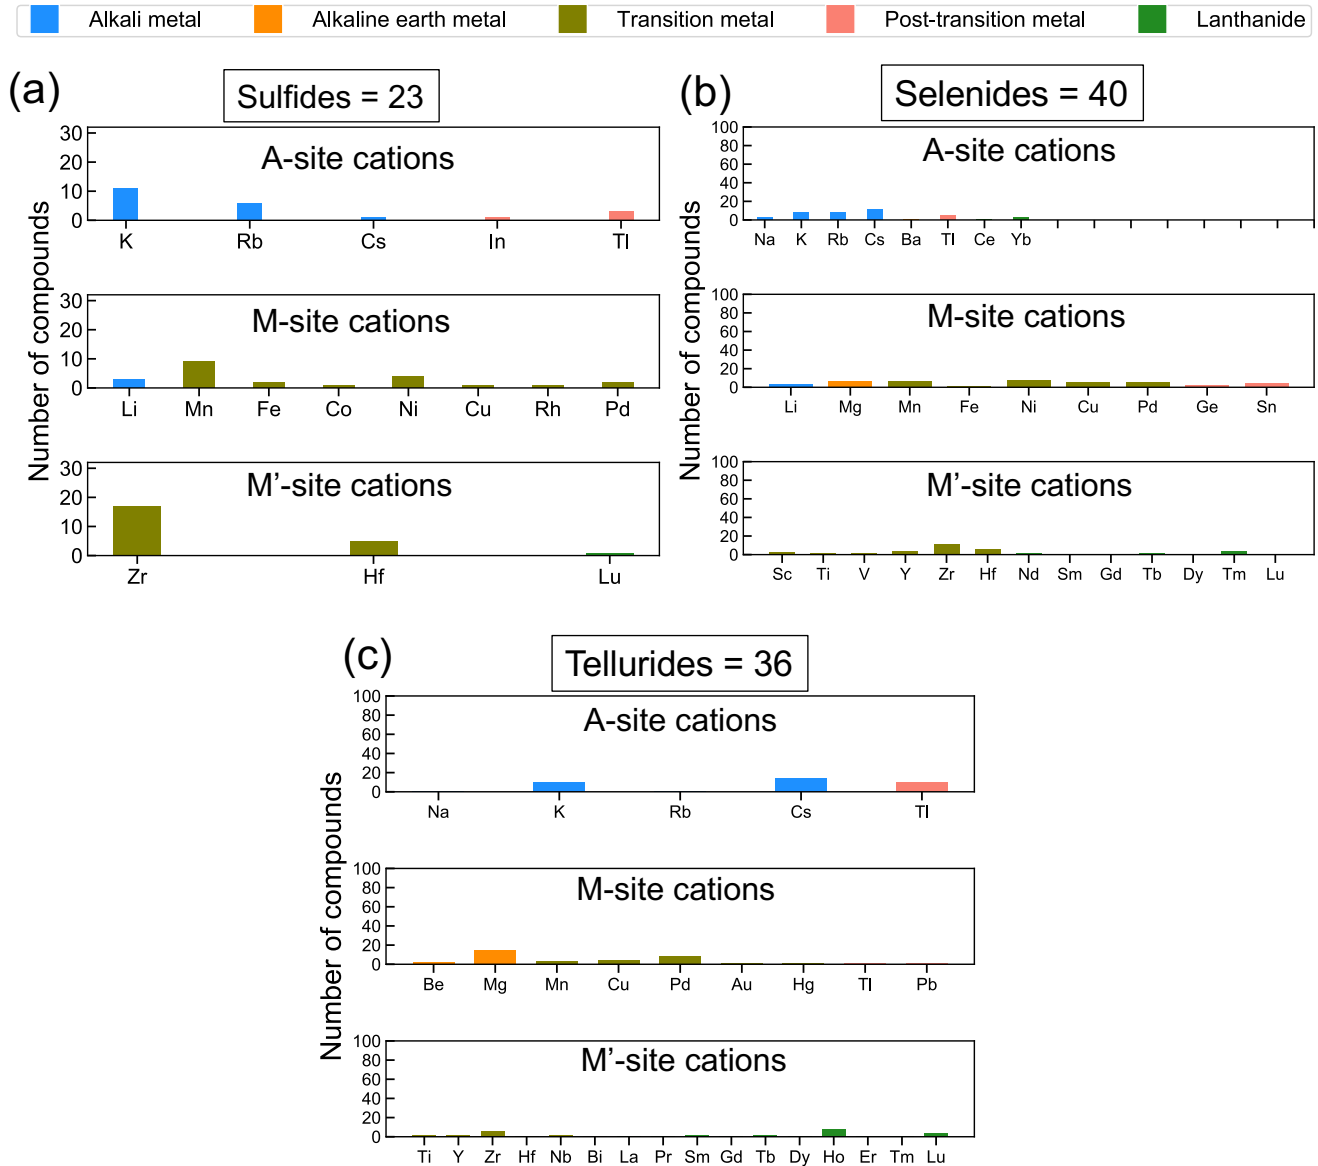 Alkali metal Alkaline earth metal Transition metal Post-transition metal Lanthanide
(a) Sulfides = 23
Number of compounds
A-site cations
30
20
10
0
K Rb Cs In Tl
M-site cations
30
20
10
0
Li Mn Fe Co Ni Cu Rh Pd
M’-site cations
30
20
10
0
Zr Hf Lu
(b) Selenides = 40
Number of compounds
A-site cations
100
80
60
40
20
0
Na K Rb Cs Ba Tl Ce Yb
M-site cations
100
80
60
40
20
0
Li Mg Mn Fe Ni Cu Pd Ge Sn
M’-site cations
100
80
60
40
20
0
Sc Ti V Y Zr Hf Nd Sm Gd Tb Dy Tm Lu
(c) Tellurides = 36
Number of compounds
A-site cations
100
80
60
40
20
0
Na K Rb Cs Tl
M-site cations
100
80
60
40
20
0
Be Mg Mn Cu Pd Au Hg Tl Pb
M’-site cations
100
80
60
40
20
0
Ti Y Zr Hf Nb Bi La Pr Sm Gd Tb Dy Ho Er Tm Lu